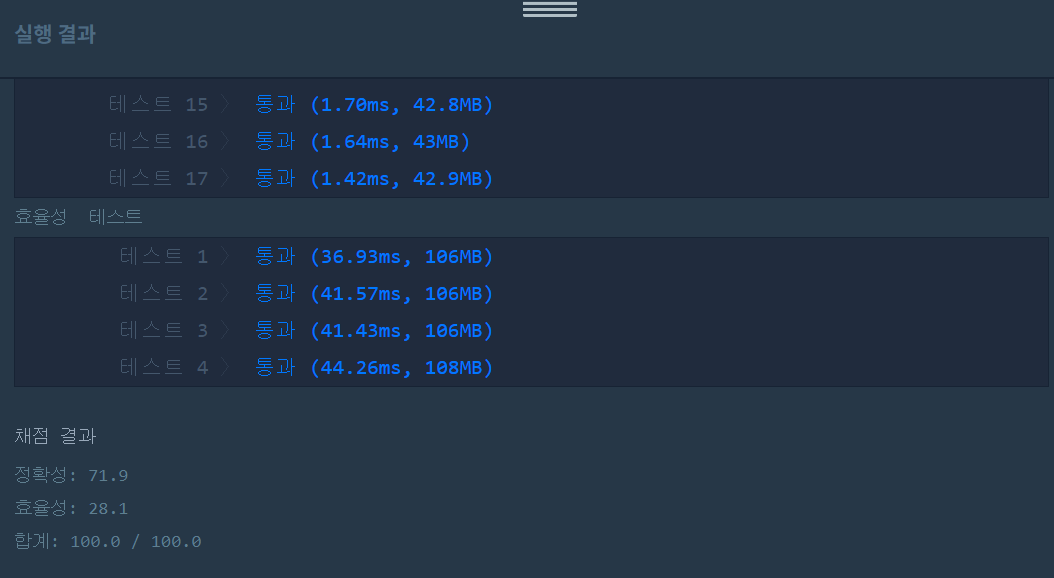 실행 결과
테스트 15 〉 통과 (1.70ms, 42.8MB)
테스트 16 〉 통과 (1.64ms, 43MB)
테스트 17 〉 통과 (1.42ms, 42.9MB)
효율성 테스트
테스트 1 〉 통과 (36.93ms, 106MB)
테스트 2 〉 통과 (41.57ms, 106MB)
테스트 3 〉 통과 (41.43ms, 106MB)
테스트 4 〉 통과 (44.26ms, 108MB)
채점 결과
정확성: 71.9
효율성: 28.1
합계: 100.0 / 100.0